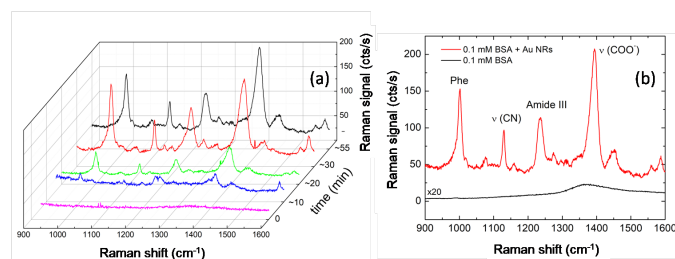 (a)
200
150
100
50
-
Raman signal (cts/s)
~55
~30
~20
~10
0
time (min)
900 1000 1100 1200 1300 1400 1500 1600
Raman shift (cm-1)
(b)
0.1 mM BSA + Au NRs
0.1 mM BSA
ν (COO-)
Phe
ν (CN)
Amide III
x20
200
150
100
50
0
Raman signal (cts/s)
900 1000 1100 1200 1300 1400 1500 1600
Raman shift (cm-1)